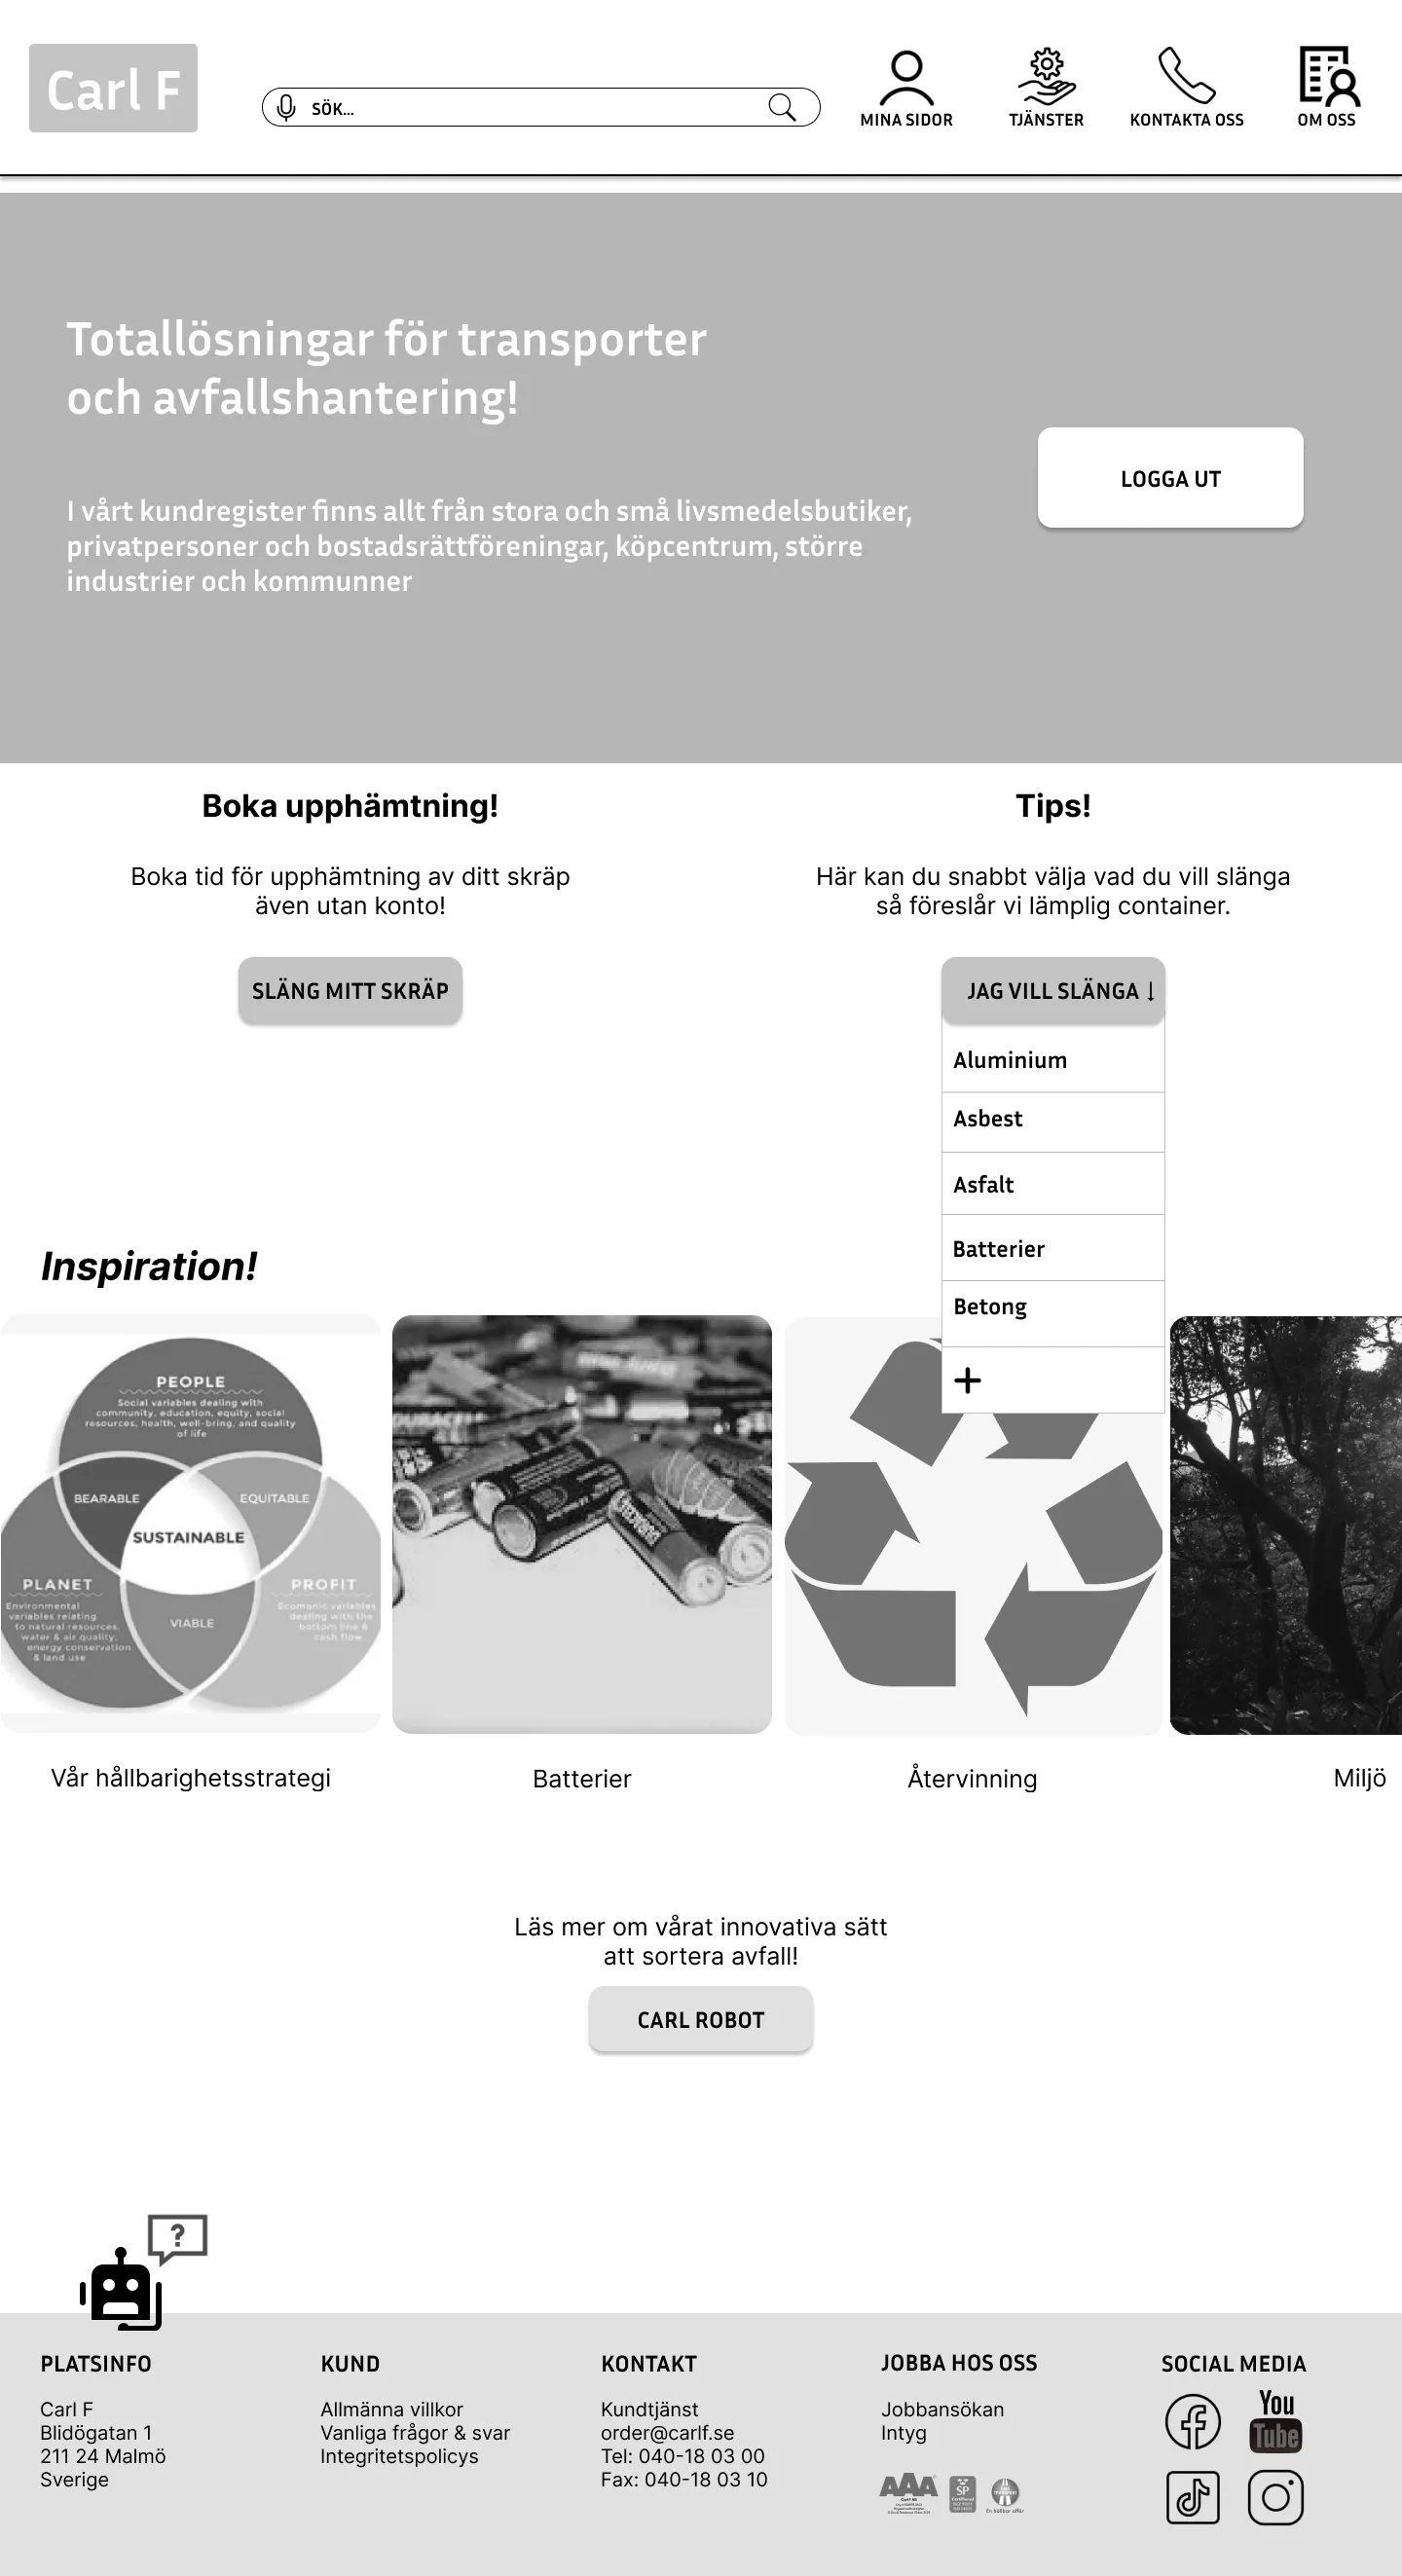 Carl F
SÖK...
MINA SIDOR
TJÄNSTER
KONTAKTA OSS
OM OSS
Totallösningar för transporter
och avfallshantering!
I vårt kundregister finns allt från stora och små livsmedelsbutiker,
privatpersoner och bostadsrättföreningar, köpcentrum, större
industrier och kommunner
LOGGA UT
Boka upphämtning!
Boka tid för upphämtning av ditt skräp
även utan konto!
SLÄNG MITT SKRÄP
Tips!
Här kan du snabbt välja vad du vill slänga
så föreslår vi lämplig container.
JAG VILL SLÄNGA ↓
Aluminium
Asbest
Asfalt
Batterier
Betong
+
Inspiration!
PEOPLE
Social variables dealing with
community, education, equity, social
resources, health, well-bring, and quality
of life
BEARABLE
EQUITABLE
SUSTAINABLE
PLANET
Environmental
variables relating
to natural resources,
water & air quality,
energy conservation
& land use
VIABLE
PROFIT
Ecomonic variables
dealing with the
bottom line &
cash flow
Vår hållbarighetsstrategi
Batterier
Återvinning
Miljö
Läs mer om vårat innovativa sätt
att sortera avfall!
CARL ROBOT
?
PLATSINFO
Carl F
Blidögatan 1
211 24 Malmö
Sverige
KUND
Allmänna villkor
Vanliga frågor & svar
Integritetspolicys
KONTAKT
Kundtjänst
order@carlf.se
Tel: 040-18 03 00
Fax: 040-18 03 10
JOBBA HOS OSS
Jobbansökan
Intyg
AAA
SP
SOCIAL MEDIA
You
Tube